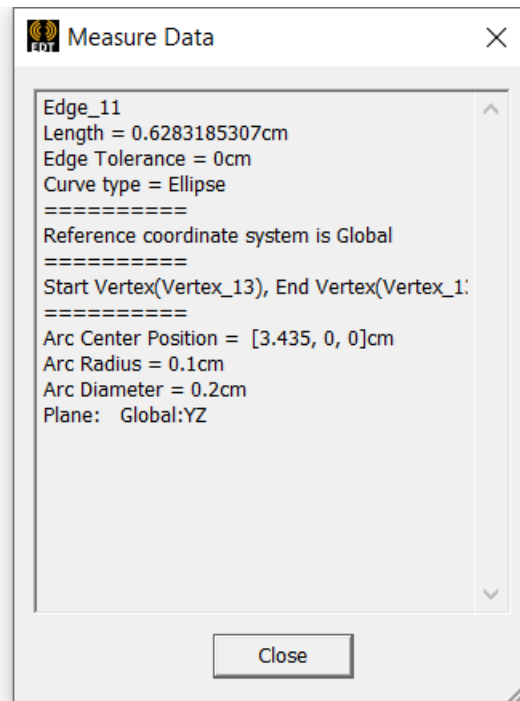 EDT Measure Data
Edge_11
Length = 0.6283185307cm
Edge Tolerance = 0cm
Curve type = Ellipse
==========
Reference coordinate system is Global
==========
Start Vertex(Vertex_13), End Vertex(Vertex_1
==========
Arc Center Position =  [3.435, 0, 0]cm
Arc Radius = 0.1cm
Arc Diameter = 0.2cm
Plane:   Global:YZ
Close